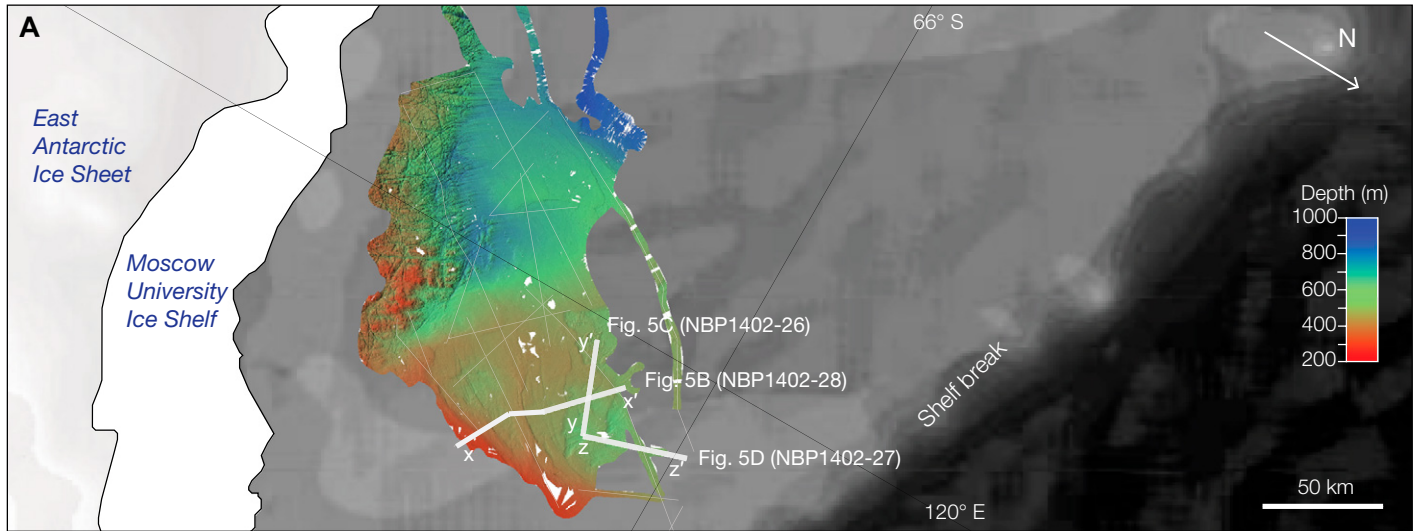 A
66° S
N
East
Antarctic
Ice Sheet
Depth (m)
1000
800
600
400
200
Moscow
University
Ice Shelf
Fig. 5C (NBP1402-26)
y'
Fig. 5B (NBP1402-28)
x'
Shelf break
y
x
z
Fig. 5D (NBP1402-27)
z'
50 km
120° E